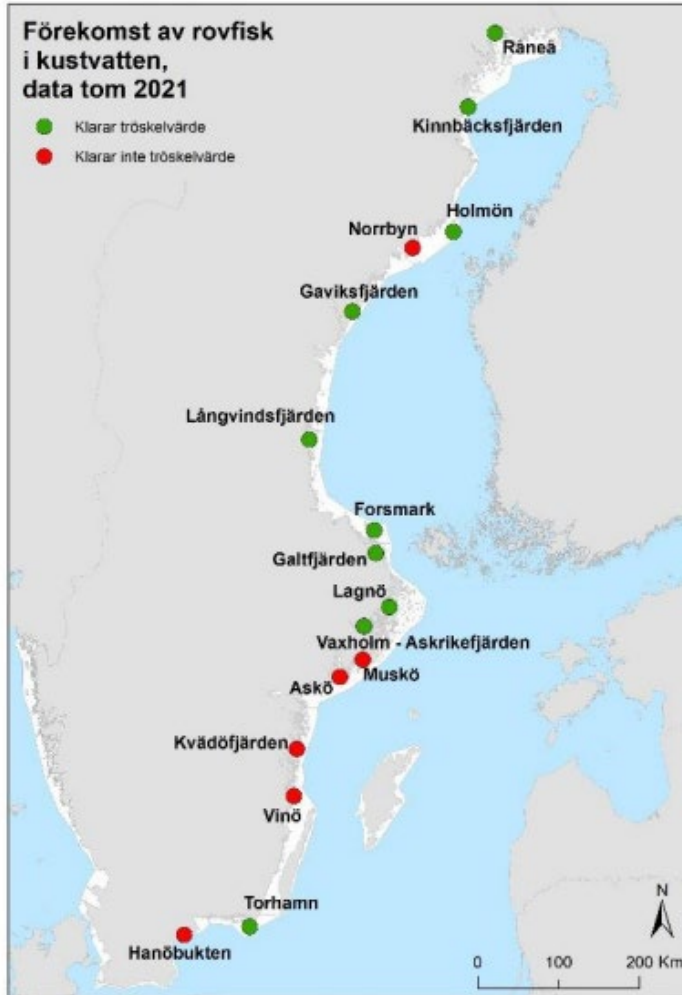 Förekomst av rovfisk
i kustvatten,
data tom 2021
Klarar tröskelvärde
Klarar inte tröskelvärde
Råneå
Kinnbäcksfjärden
Holmön
Norrbyn
Gaviksfjärden
Långvindsfjärden
Forsmark
Galtfjärden
Lagnö
Vaxholm - Askrikefjärden
Muskö
Askö
Kvädöfjärden
Vinö
Torhamn
Hanöbukten
N
0 100 200 Km